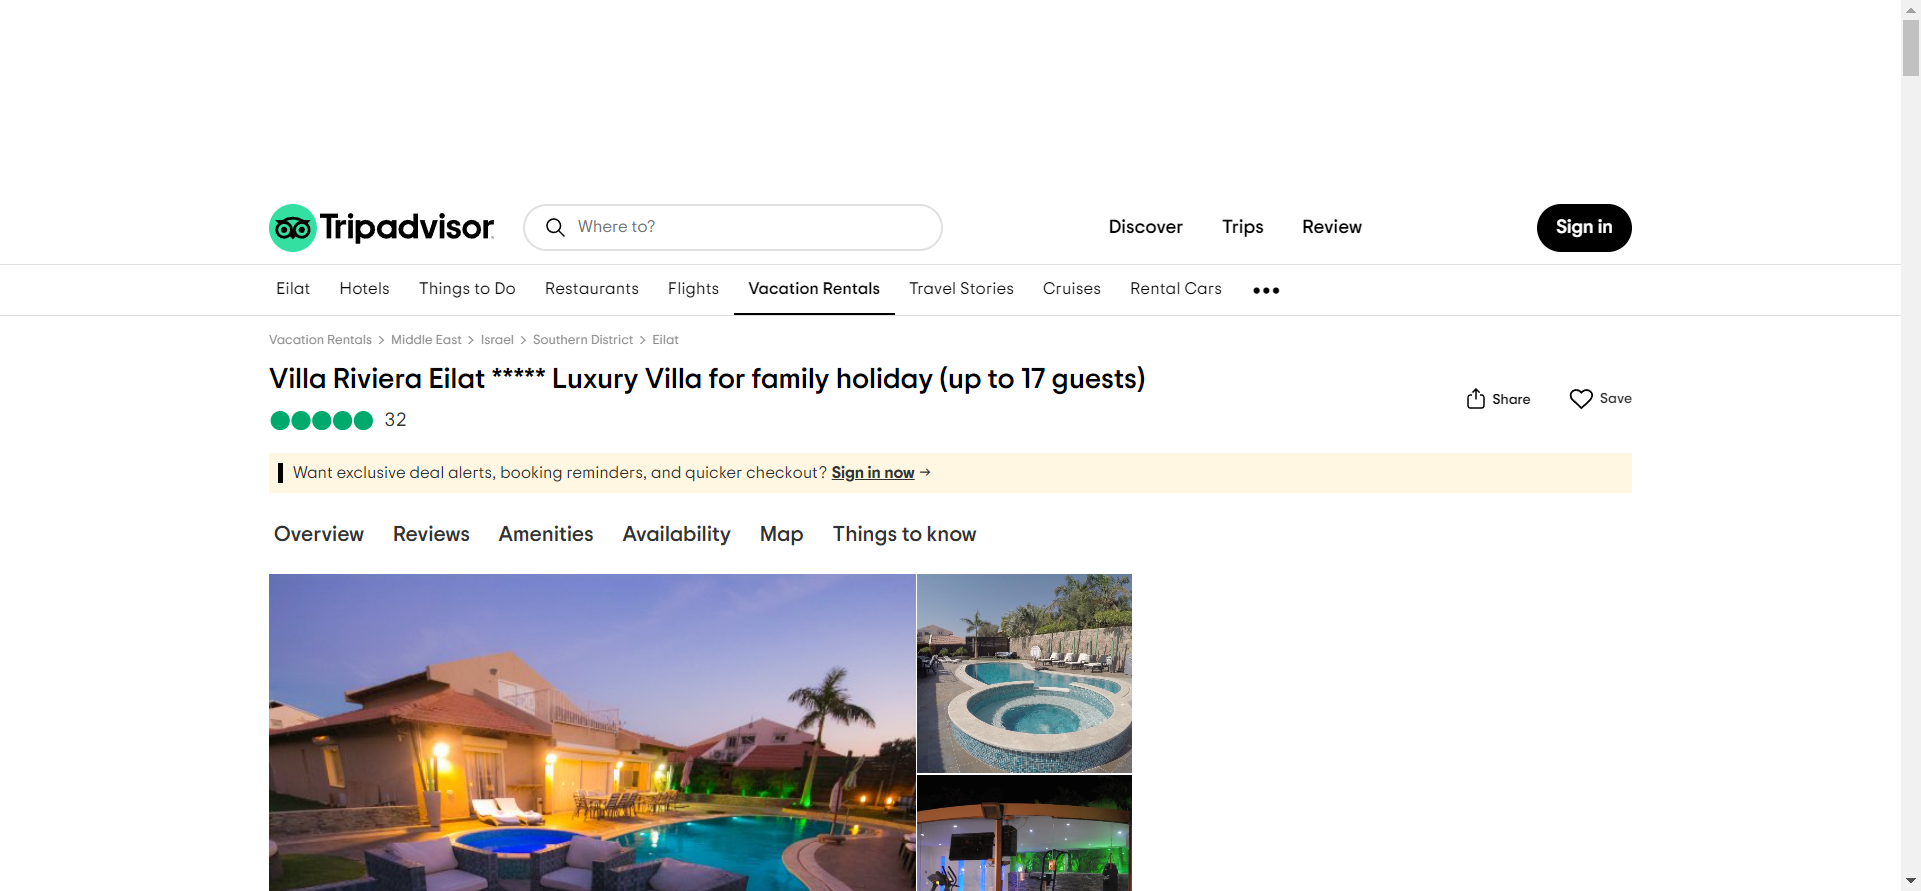 Tripadvisor
Where to?
Discover
Trips
Review
Sign in
Eilat
Hotels
Things to Do
Restaurants
Flights
Vacation Rentals
Travel Stories
Cruises
Rental Cars
•••
Vacation Rentals > Middle East > Israel > Southern District > Eilat
Villa Riviera Eilat ***** Luxury Villa for family holiday (up to 17 guests)
Share
Save
32
Want exclusive deal alerts, booking reminders, and quicker checkout? Sign in now →
Overview
Reviews
Amenities
Availability
Map
Things to know